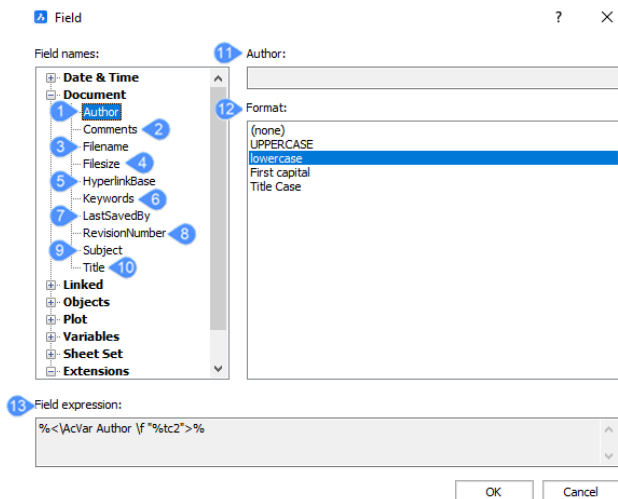 Field ? ×
Field names:
Date & Time
Document
1 Author
Comments 2
3 Filename
Filesize 4
5 HyperlinkBase
Keywords 6
7 LastSavedBy
RevisionNumber 8
9 Subject
Title 10
Linked
Objects
Plot
Variables
Sheet Set
Extensions
11 Author:
12 Format:
(none)
UPPERCASE
lowercase
First capital
Title Case
13 Field expression:
%<\AcVar Author \f "%tc2">%
OK Cancel